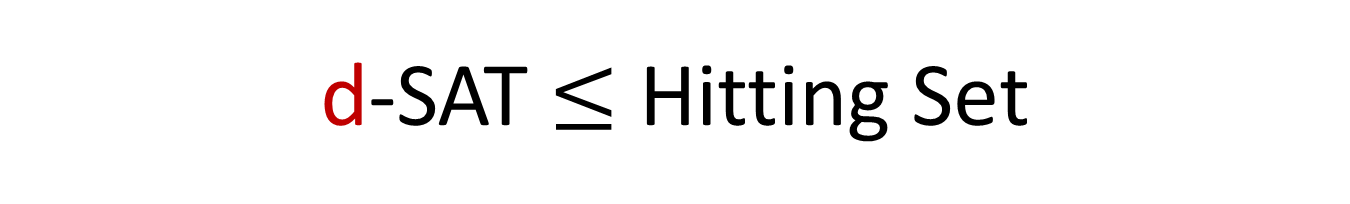 d-SAT ≤ Hitting Set